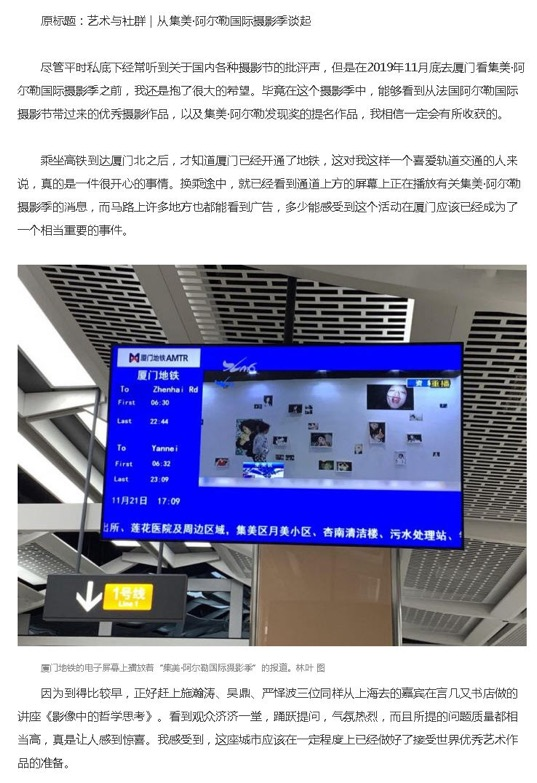 原标题：艺术与社群｜从集美·阿尔勒国际摄影季谈起
尽管平时私底下经常听到关于国内各种摄影节的批评声，但是在2019年11月底去厦门看集美·阿
尔勒国际摄影季之前，我还是抱了很大的希望。毕竟在这个摄影季中，能够看到从法国阿尔勒国际
摄影节带过来的优秀摄影作品，以及集美·阿尔勒发现奖的提名作品，我相信一定会有所收获的。
乘坐高铁到达厦门北之后，才知道厦门已经开通了地铁，这对我这样一个喜爱轨道交通的人来
说，真的是一件很开心的事情。换乘途中，就已经看到通道上方的屏幕上正在播放有关集美·阿尔勒
摄影季的消息，而马路上许多地方也都能看到广告，多少能感受到这个活动在厦门应该已经成为了
一个相当重要的事件。
厦门地铁AMTR
厦门地铁
To Zhenhai Rd
First 06:30
Last 22:44
To Yannei
First 06:32
Last 23:09
11月21日 17:09
重播
出所、莲花医院及周边区域，集美区月美小区、杏南清洁楼、污水处理站、
1号线
Line 1
厦门地铁的电子屏幕上播放着“集美·阿尔勒国际摄影季”的报道。林叶 图
因为到得比较早，正好赶上施瀚涛、吴鼎、严怿波三位同样从上海去的嘉宾在言几又书店做的
讲座《影像中的哲学思考》。看到观众济济一堂，踊跃提问，气氛热烈，而且所提的问题质量都相
当高，真是让人感到惊喜。我感受到，这座城市应该在一定程度上已经做好了接受世界优秀艺术作
品的准备。